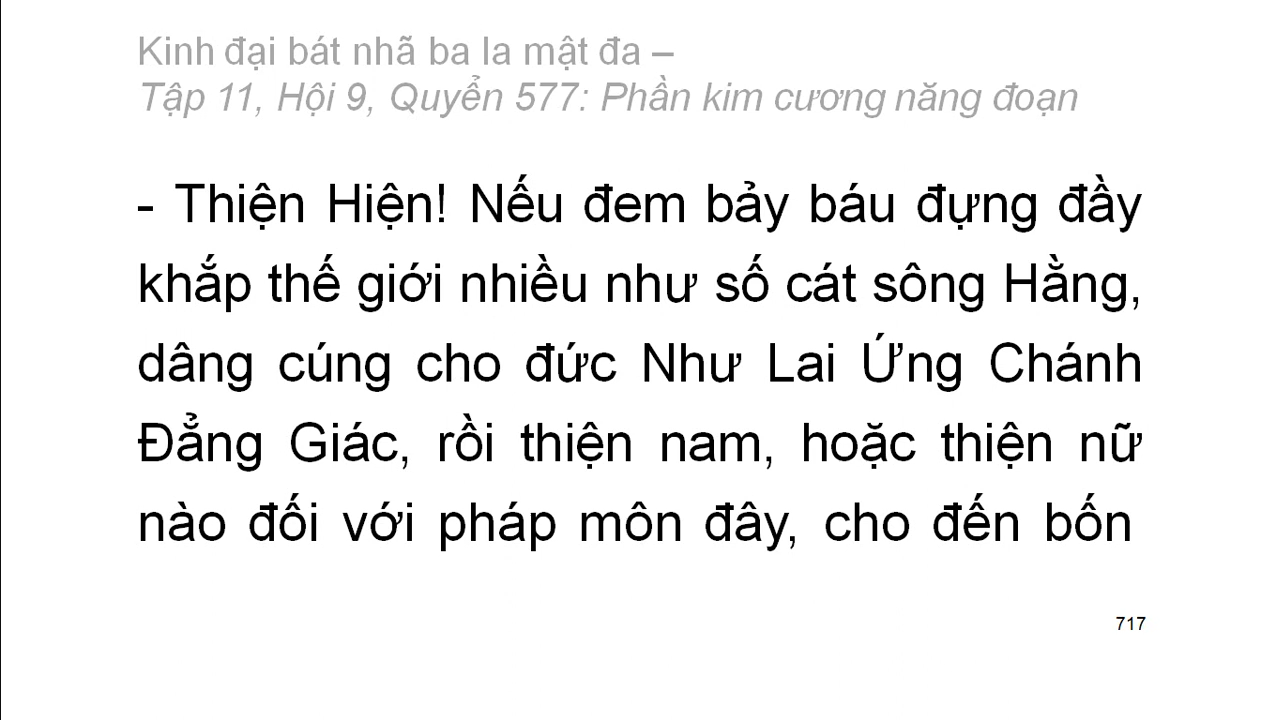 Kinh đại bát nhã ba la mật đa –
Tập 11, Hội 9, Quyển 577: Phần kim cương năng đoạn
- Thiện Hiện! Nếu đem bảy báu đựng đầy
khắp thế giới nhiều như số cát sông Hằng,
dâng cúng cho đức Như Lai Ứng Chánh
Đẳng Giác, rồi thiện nam, hoặc thiện nữ
nào đối với pháp môn đây, cho đến bốn
717